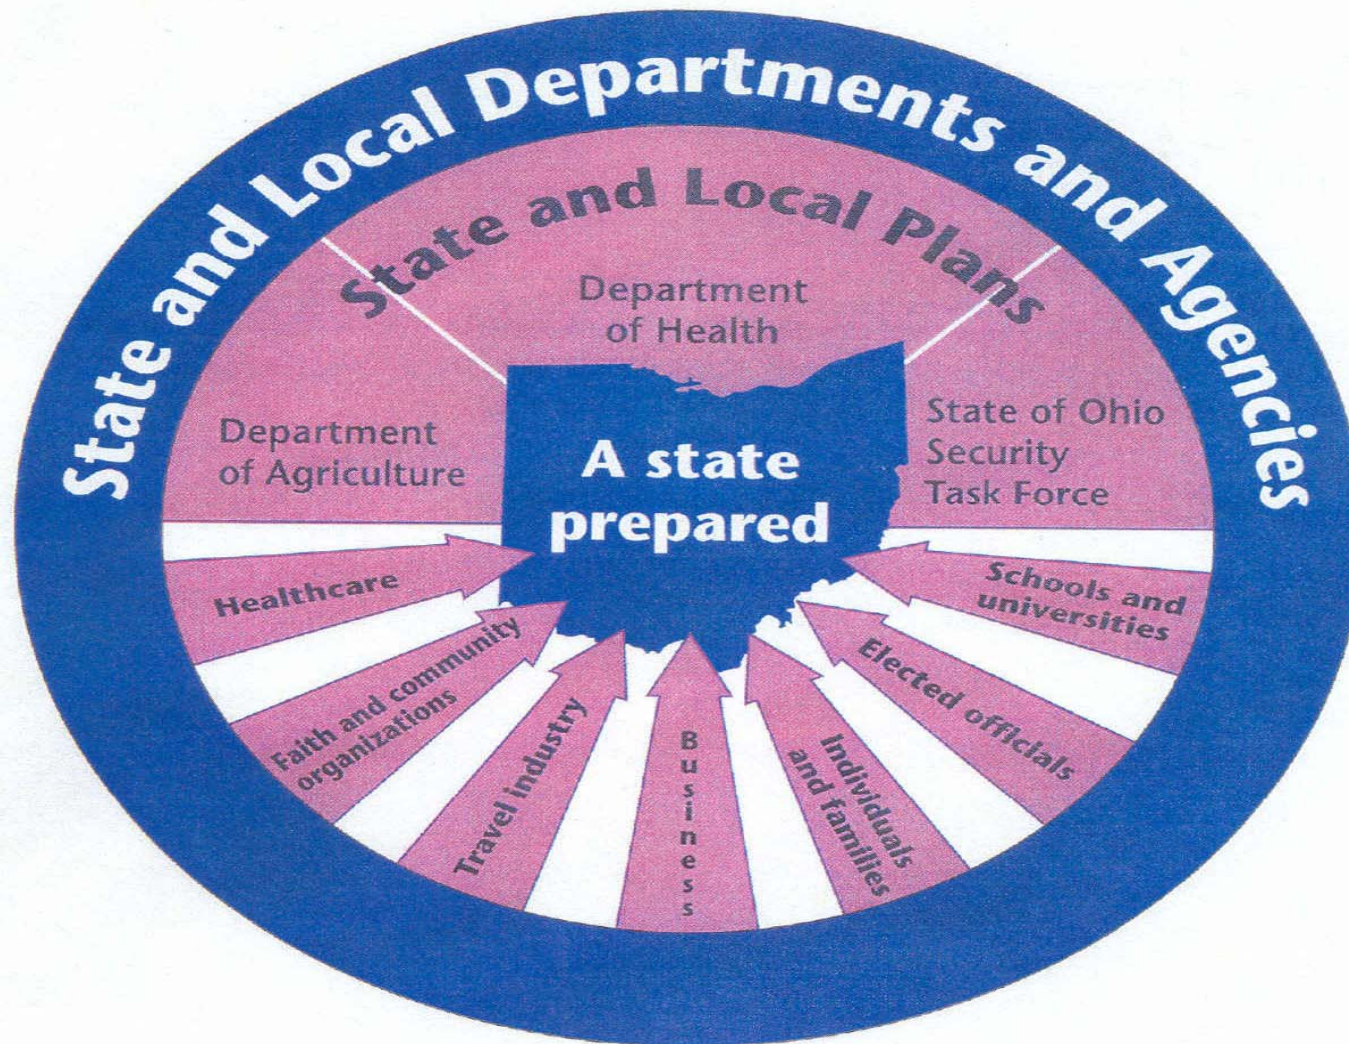 State and Local Departments and Agencies
State and Local Plans
Department
of Health
Department
of Agriculture
State of Ohio
Security
Task Force
A state
prepared
Healthcare
Faith and community
organizations
Travel industry
Business
Individuals
and families
Elected officials
Schools and
universities